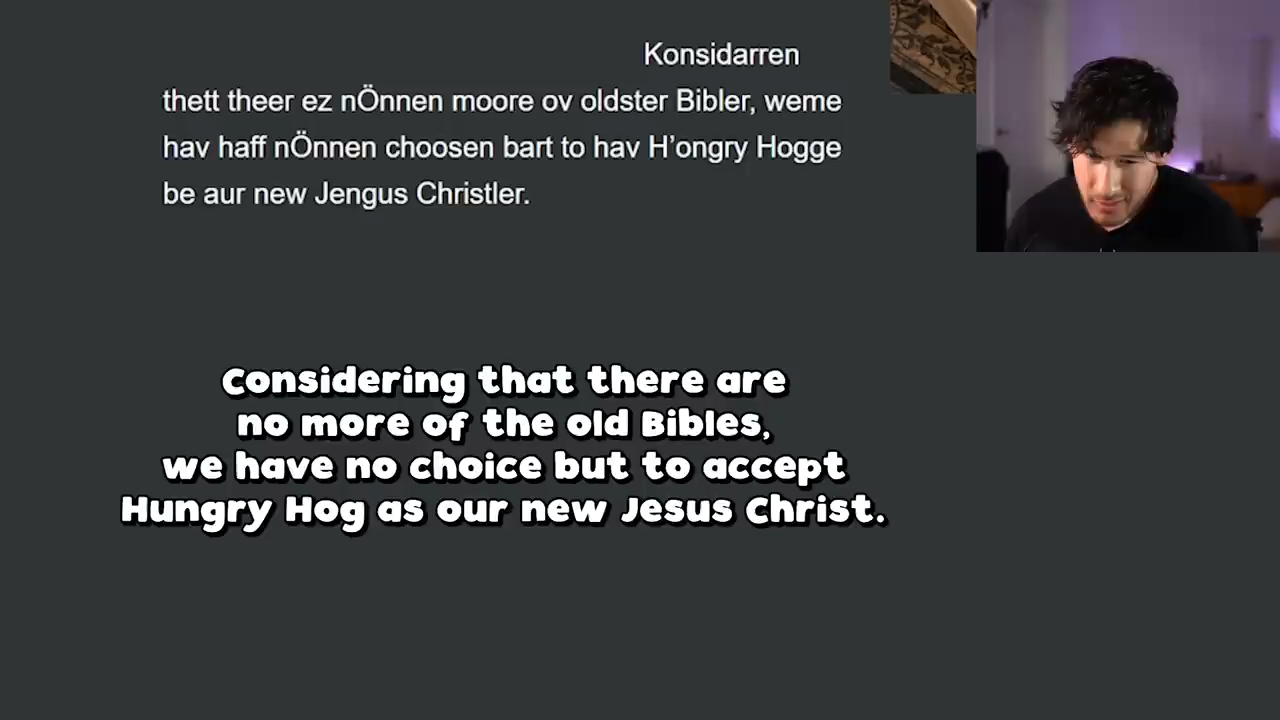 Konsidarren
thett theer ez nÖnnen moore ov oldster Bibler, weme
hav haff nÖnnen choosen bart to hav H’ongry Hogge
be aur new Jengus Christler.
Considering that there are
no more of the old Bibles,
we have no choice but to accept
Hungry Hog as our new Jesus Christ.